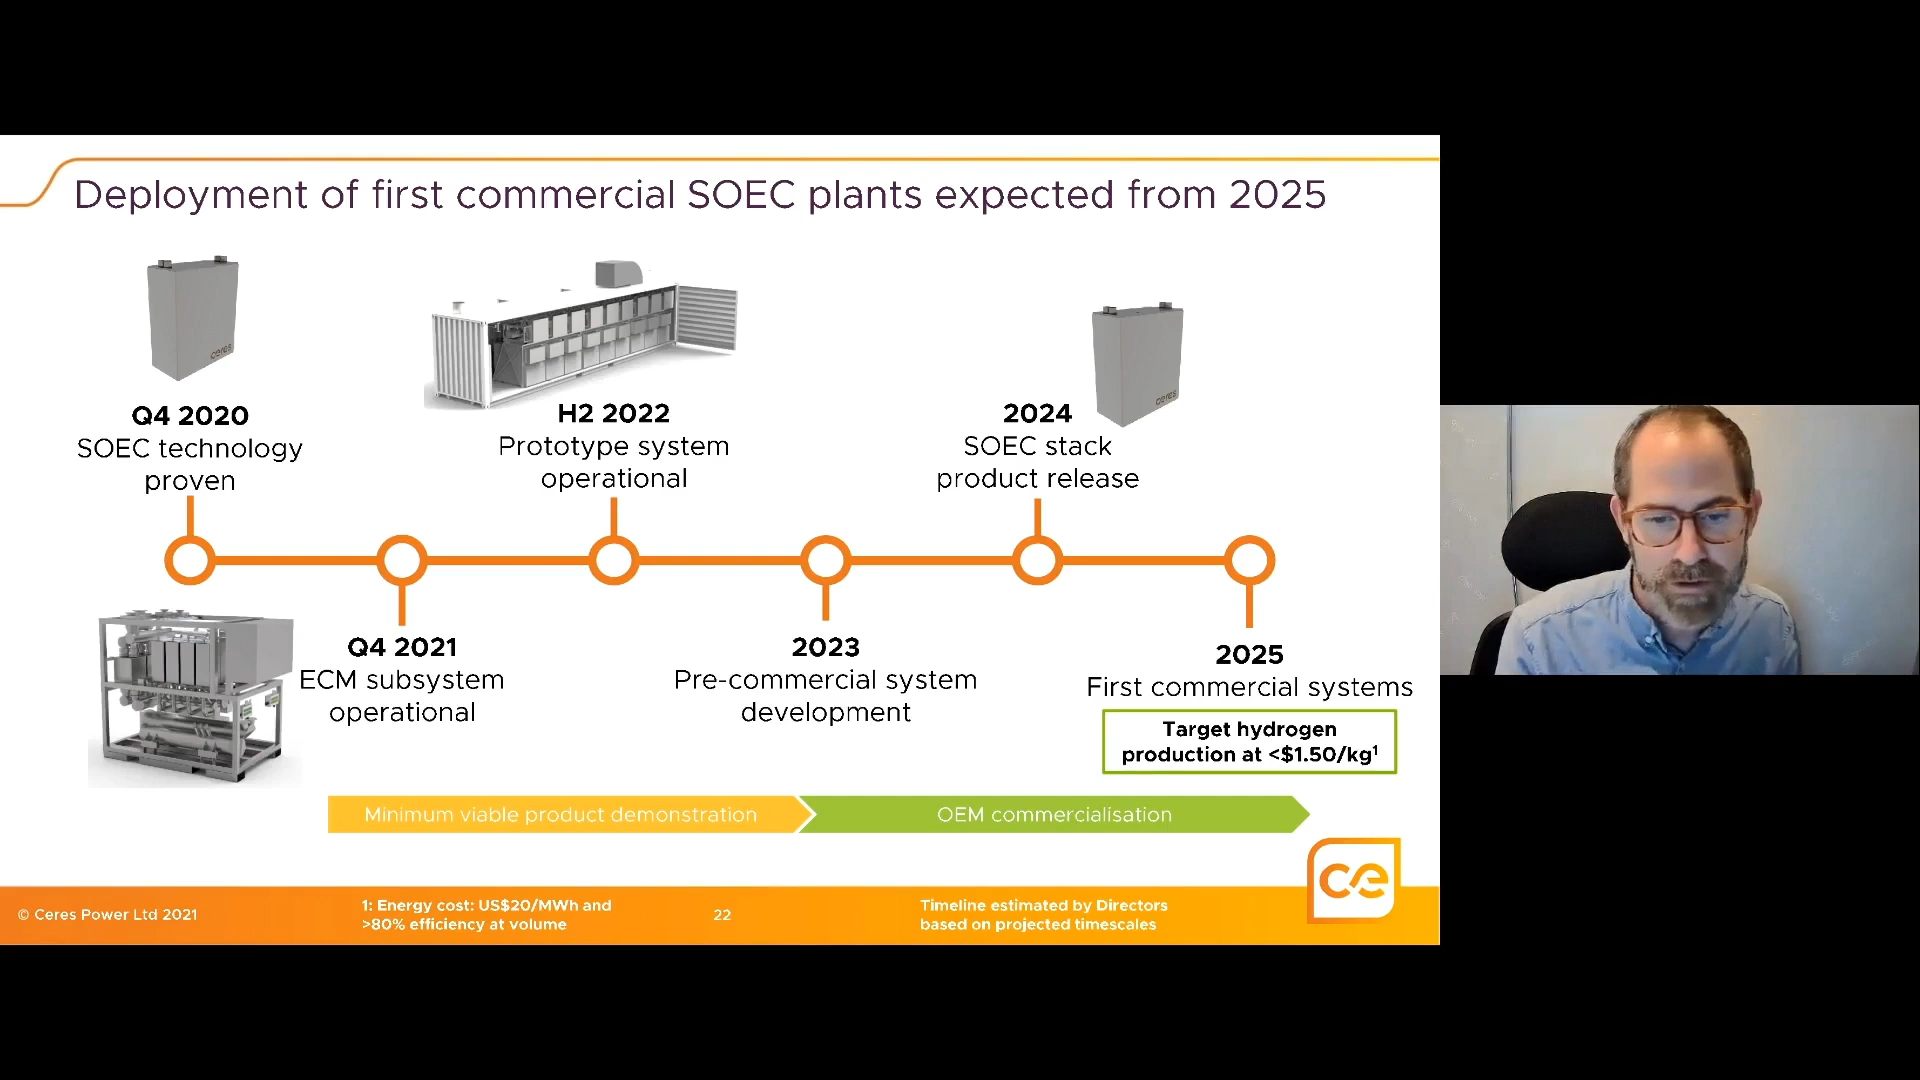 Deployment of first commercial SOEC plants expected from 2025
ceres
Q4 2020
SOEC technology
proven
H2 2022
Prototype system
operational
2024
SOEC stack
product release
ceres
Q4 2021
ECM subsystem
operational
2023
Pre-commercial system
development
2025
First commercial systems
Target hydrogen
production at <$1.50/kg¹
Minimum viable product demonstration
OEM commercialisation
ce
© Ceres Power Ltd 2021
1: Energy cost: US$20/MWh and
>80% efficiency at volume
22
Timeline estimated by Directors
based on projected timescales